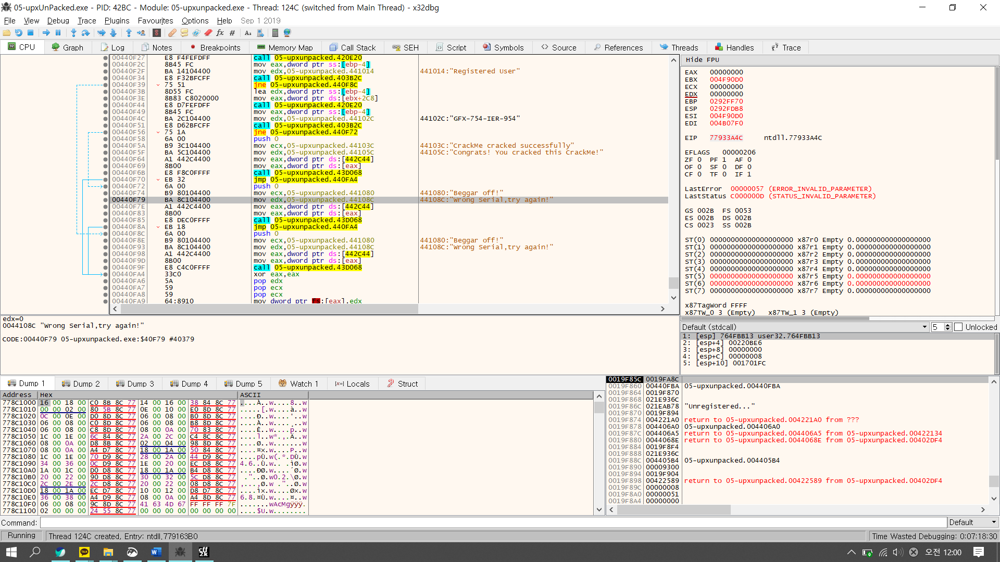 05-upxUnPacked.exe - PID: 42BC - Module: 05-upxunpacked.exe - Thread: 124C (switched from Main Thread) - x32dbg
File View Debug Trace Plugins Favourites Options Help Sep 1 2019
CPU Graph Log Notes Breakpoints Memory Map Call Stack SEH Script Symbols Source References Threads Handles Trace
00440F27 E8 F4FEFDFF call 05-upxunpacked.420E20
00440F2C 8B45 FC mov eax,dword ptr ss:[ebp-4]
00440F2F BA 14104400 mov edx,05-upxunpacked.441014 441014:"Registered User"
00440F34 E8 F32BFCFF call 05-upxunpacked.403B2C
00440F39 75 51 jne 05-upxunpacked.440F8C
00440F3B 8D55 FC lea edx,dword ptr ss:[ebp-4]
00440F3E 8B83 C8020000 mov eax,dword ptr ds:[ebx+2C8]
00440F44 E8 D7FEFDFF call 05-upxunpacked.420E20
00440F49 8B45 FC mov eax,dword ptr ss:[ebp-4]
00440F4C BA 2C104400 mov edx,05-upxunpacked.44102C 44102C:"GFX-754-IER-954"
00440F51 E8 D62BFCFF call 05-upxunpacked.403B2C
00440F56 75 1A jne 05-upxunpacked.440F72
00440F58 6A 00 push 0
00440F5A B9 3C104400 mov ecx,05-upxunpacked.44103C 44103C:"CrackMe cracked successfully"
00440F5F BA 5C104400 mov edx,05-upxunpacked.44105C 44105C:"Congrats! You cracked this CrackMe!"
00440F64 A1 442C4400 mov eax,dword ptr ds:[442C44]
00440F69 8B00 mov eax,dword ptr ds:[eax]
00440F6B E8 F8C0FFFF call 05-upxunpacked.43D068
00440F70 EB 32 jmp 05-upxunpacked.440FA4
00440F72 6A 00 push 0
00440F74 B9 80104400 mov ecx,05-upxunpacked.441080 441080:"Beggar off!"
00440F79 BA 8C104400 mov edx,05-upxunpacked.44108C 44108C:"Wrong Serial,try again!"
00440F7E A1 442C4400 mov eax,dword ptr ds:[442C44]
00440F83 8B00 mov eax,dword ptr ds:[eax]
00440F85 E8 DEC0FFFF call 05-upxunpacked.43D068
00440F8A EB 18 jmp 05-upxunpacked.440FA4
00440F8C 6A 00 push 0
00440F8E B9 80104400 mov ecx,05-upxunpacked.441080 441080:"Beggar off!"
00440F93 BA 8C104400 mov edx,05-upxunpacked.44108C 44108C:"Wrong Serial,try again!"
00440F98 A1 442C4400 mov eax,dword ptr ds:[442C44]
00440F9D 8B00 mov eax,dword ptr ds:[eax]
00440F9F E8 C4C0FFFF call 05-upxunpacked.43D068
00440FA4 33C0 xor eax,eax
00440FA6 5A pop edx
00440FA7 59 pop ecx
00440FA8 59 pop ecx
00440FA9 64:8910 mov dword ptr fs:[eax],edx
Hide FPU
EAX 00000000
EBX 004F90D0
ECX 00000000
EDX 00000000
EBP 0292FF70
ESP 0292FDB8
ESI 004F90D0
EDI 004B07F0
EIP 77933A4C ntdll.77933A4C
EFLAGS 00000206
ZF 0 PF 1 AF 0
OF 0 SF 0 DF 0
CF 0 TF 0 IF 1
LastError 00000057 (ERROR_INVALID_PARAMETER)
LastStatus C000000D (STATUS_INVALID_PARAMETER)
GS 002B FS 0053
ES 002B DS 002B
CS 0023 SS 002B
ST(0) 00000000000000000000 x87r0 Empty 0.000000000000000000
ST(1) 00000000000000000000 x87r1 Empty 0.000000000000000000
ST(2) 00000000000000000000 x87r2 Empty 0.000000000000000000
ST(3) 00000000000000000000 x87r3 Empty 0.000000000000000000
ST(4) 00000000000000000000 x87r4 Empty 0.000000000000000000
ST(5) 00000000000000000000 x87r5 Empty 0.000000000000000000
ST(6) 00000000000000000000 x87r6 Empty 0.000000000000000000
ST(7) 00000000000000000000 x87r7 Empty 0.000000000000000000
x87TagWord FFFF
x87TW_0 3 (Empty) x87TW_1 3 (Empty)
edx=0
0044108C "Wrong Serial,try again!"
CODE:00440F79 05-upxunpacked.exe:$40F79 #40379
Default (stdcall) 5 Unlocked
1: [esp] 764FBB13 user32.764FBB13
2: [esp+4] 00220BE6
3: [esp+8] 00000000
4: [esp+C] 00000008
5: [esp+10] 001701FC
Dump 1 Dump 2 Dump 3 Dump 4 Dump 5 Watch 1 Locals Struct
Address Hex ASCII
778C1000 16 00 18 00 C0 8B 8C 77 14 00 16 00 38 84 8C 77 ....À..w....8..w
778C1010 00 00 02 00 80 5B 8C 77 0E 00 10 00 E0 8D 8C 77 .....[.w....à..w
778C1020 0C 00 0E 00 D0 8D 8C 77 06 00 08 00 B0 8D 8C 77 ....Ð..w....°..w
778C1030 06 00 08 00 C0 8D 8C 77 06 00 08 00 B8 8D 8C 77 ....À..w....¸..w
778C1040 06 00 08 00 C8 8D 8C 77 08 00 0A 00 70 83 8C 77 ....È..w....p..w
778C1050 1C 00 1E 00 6C 84 8C 77 2A 00 2C 00 C4 8C 8C 77 ....l..w*.,.Ä..w
778C1060 08 00 0A 00 D8 8B 8C 77 02 00 04 00 98 8D 8C 77 ....Ø..w.......w
778C1070 08 00 0A 00 A4 D7 8C 77 18 00 1A 00 50 84 8C 77 ....¤×.w....P..w
778C1080 1C 00 1E 00 70 D9 8C 77 28 00 2A 00 44 D9 8C 77 ....pÙ.w(.*.DÙ.w
778C1090 34 00 36 00 0C D9 8C 77 1E 00 20 00 EC D8 8C 77 4.6..Ù.w.. .ìØ.w
778C10A0 1A 00 1C 00 D0 D8 8C 77 18 00 1A 00 B4 D8 8C 77 ....ÐØ.w....´Ø.w
778C10B0 20 00 22 00 90 D8 8C 77 30 00 32 00 5C D8 8C 77  ."..Ø.w0.2.\Ø.w
778C10C0 2C 00 2E 00 2C D8 8C 77 20 00 22 00 08 D8 8C 77 ,...,Ø.w ."..Ø.w
778C10D0 18 00 1A 00 EC D7 8C 77 10 00 12 00 D8 D7 8C 77 ....ì×.w....Ø×.w
778C10E0 36 00 38 00 A4 D9 8C 77 08 00 0A 00 A4 8D 8C 77 6.8.¤Ù.w....¤..w
778C10F0 06 00 08 00 9C 8D 8C 77 41 63 4D 67 FF FF FF 7F .......wAcMgÿÿÿ.
778C1100 02 00 00 00 24 55 8C 77 00 00 00 00 00 00 00 00 ....$U.w........
0019F85C 0019FA8C
0019F860 00440FBA 05-upxunpacked.00440FBA
0019F864 0019F870
0019F868 021E936C
0019F86C 021EAB78 "Unregistered..."
0019F870 0019F894
0019F874 004221A0 return to 05-upxunpacked.004221A0 from ???
0019F878 004406A0 05-upxunpacked.004406A0
0019F87C 004406A5 return to 05-upxunpacked.004406A5 from 05-upxunpacked.00422134
0019F880 0044068E return to 05-upxunpacked.0044068E from 05-upxunpacked.00402DF4
0019F884 0019F8F4
0019F888 021E936C
0019F88C 004405B4 05-upxunpacked.004405B4
0019F890 00009300
0019F894 0019F904
0019F898 00422589 return to 05-upxunpacked.00422589 from 05-upxunpacked.00402DF4
0019F89C 00000008
0019F8A0 00000051
0019F8A4 00000000
Command: Default
Running Thread 124C created, Entry: ntdll.779163B0 Time Wasted Debugging: 0:07:18:30
오전 12:00